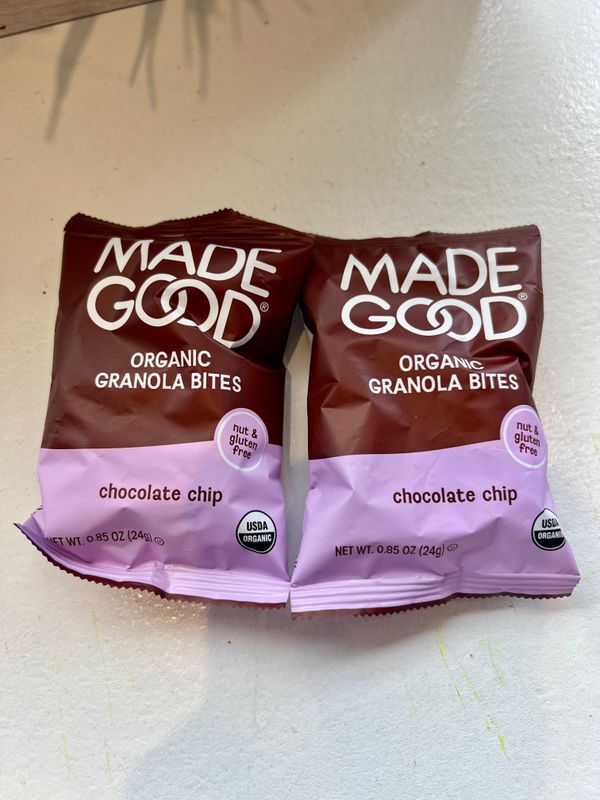 MADE
GOOD®
ORGANIC
GRANOLA BITES
nut &
gluten
free
chocolate chip
USDA
ORGANIC
NET WT. 0.85 OZ (24g)
MADE
GOOD®
ORGANIC
GRANOLA BITES
nut &
gluten
free
chocolate chip
USDA
ORGANIC
NET WT. 0.85 OZ (24g)